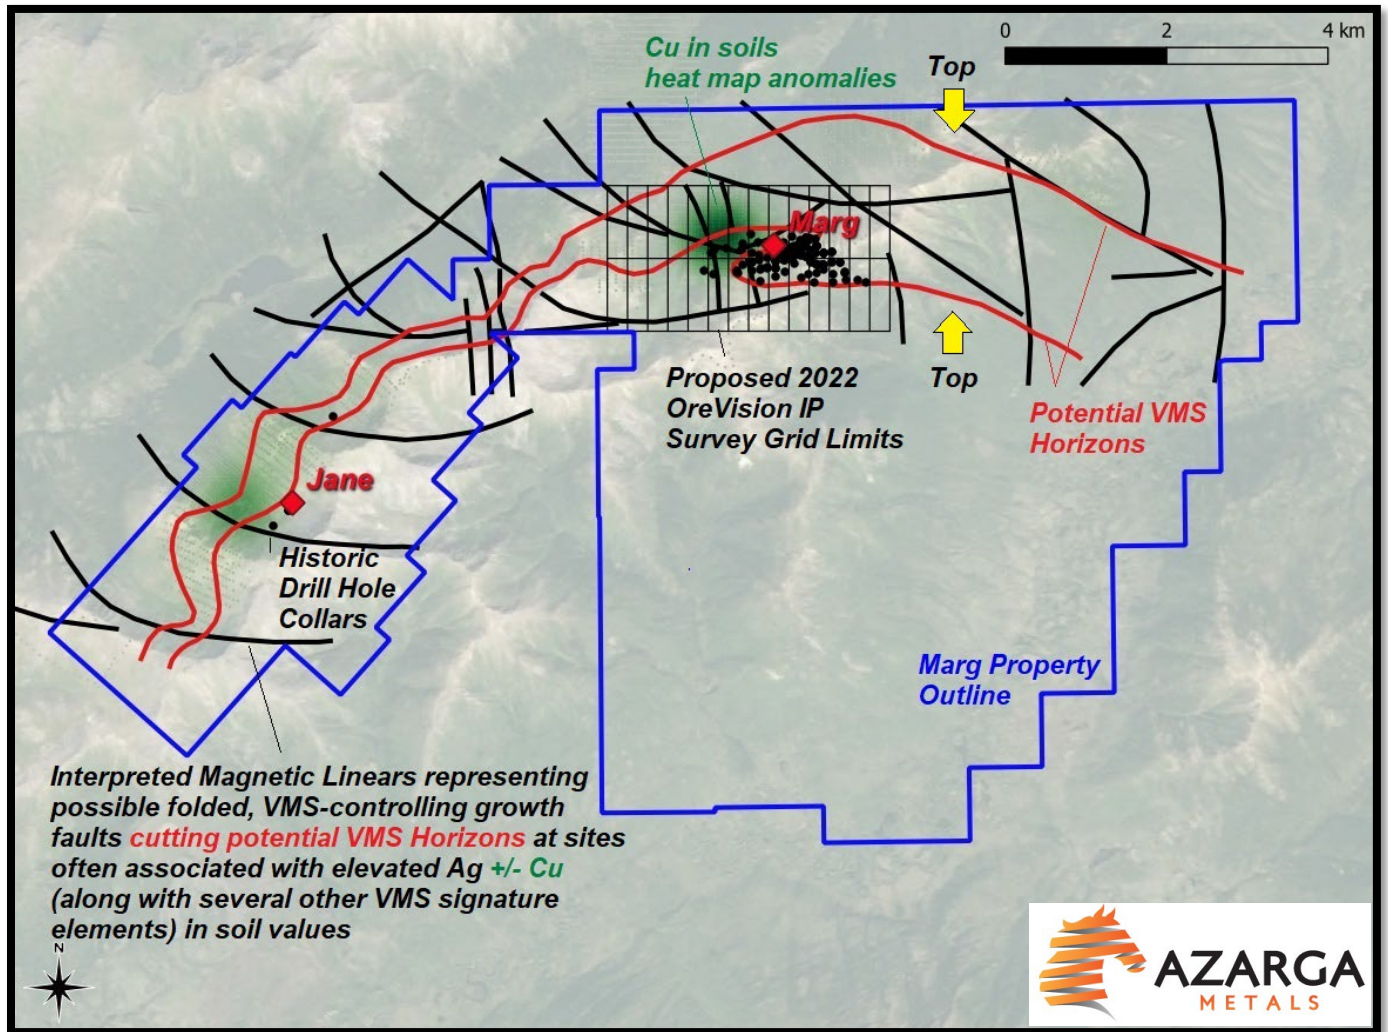 0 2 4 km
Cu in soils
heat map anomalies
Top
Marg
Top
Proposed 2022
OreVision IP
Survey Grid Limits
Potential VMS
Horizons
Jane
Historic
Drill Hole
Collars
Marg Property
Outline
Interpreted Magnetic Linears representing
possible folded, VMS-controlling growth
faults cutting potential VMS Horizons at sites
often associated with elevated Ag +/- Cu
(along with several other VMS signature
elements) in soil values
N
AZARGA
METALS